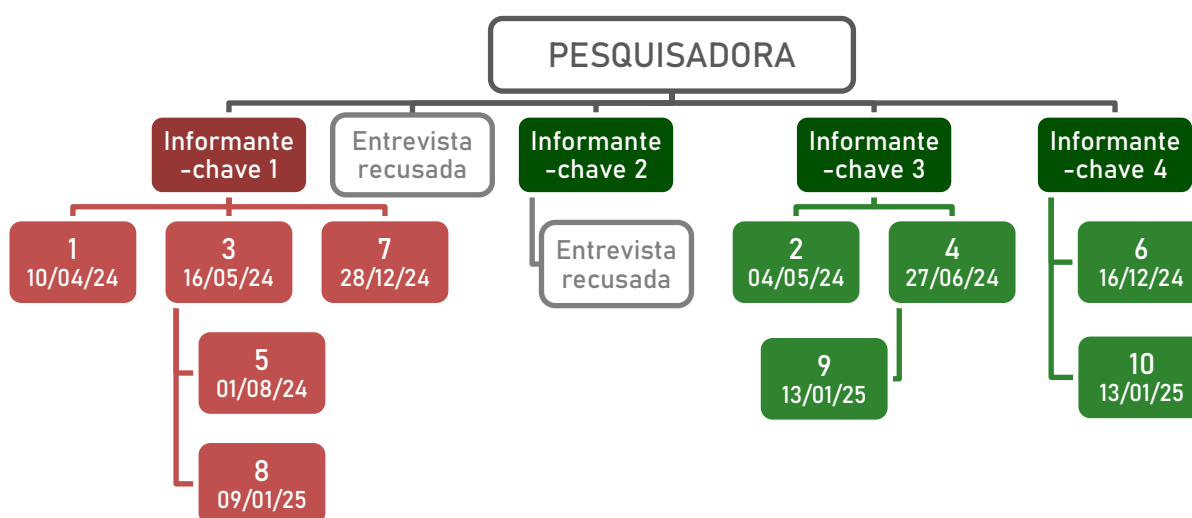 PESQUISADORA
Informante
-chave 1
Entrevista
recusada
Informante
-chave 2
Informante
-chave 3
Informante
-chave 4
1
10/04/24
3
16/05/24
7
28/12/24
Entrevista
recusada
2
04/05/24
4
27/06/24
6
16/12/24
5
01/08/24
9
13/01/25
10
13/01/25
8
09/01/25